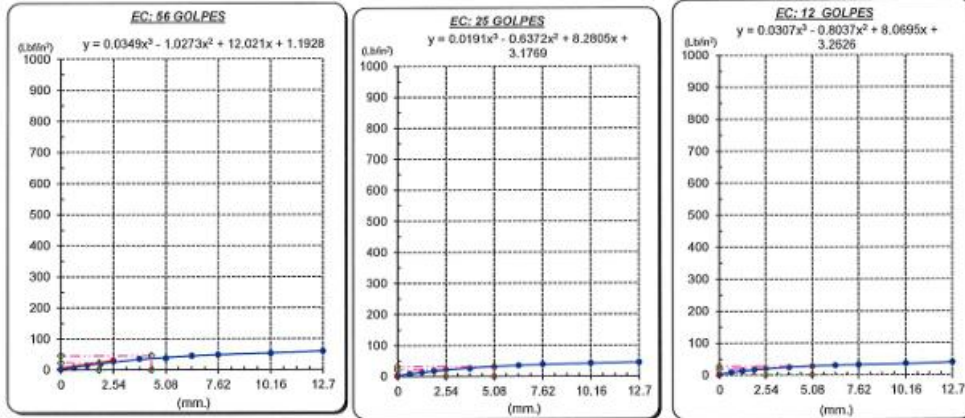 EC: 56 GOLPES
(Lbf/in²)
y = 0.0349x³ - 1.0273x² + 12.021x + 1.1928
1000
900
800
700
600
500
400
300
200
100
0
0 2.54 5.08 7.62 10.16 12.7
(mm.)
EC: 25 GOLPES
y = 0.0191x³ - 0.6372x² + 8.2805x +
3.1769
(Lb/in²)
1000
900
800
700
600
500
400
300
200
100
0
0 2.54 5.08 7.62 10.16 12.7
(mm.)
EC: 12 GOLPES
y = 0.0307x³ - 0.8037x² + 8.0695x +
3.2626
(Lb/in²)
1000
900
800
700
600
500
400
300
200
100
0
0 2.54 5.08 7.62 10.16 12.7
(mm.)